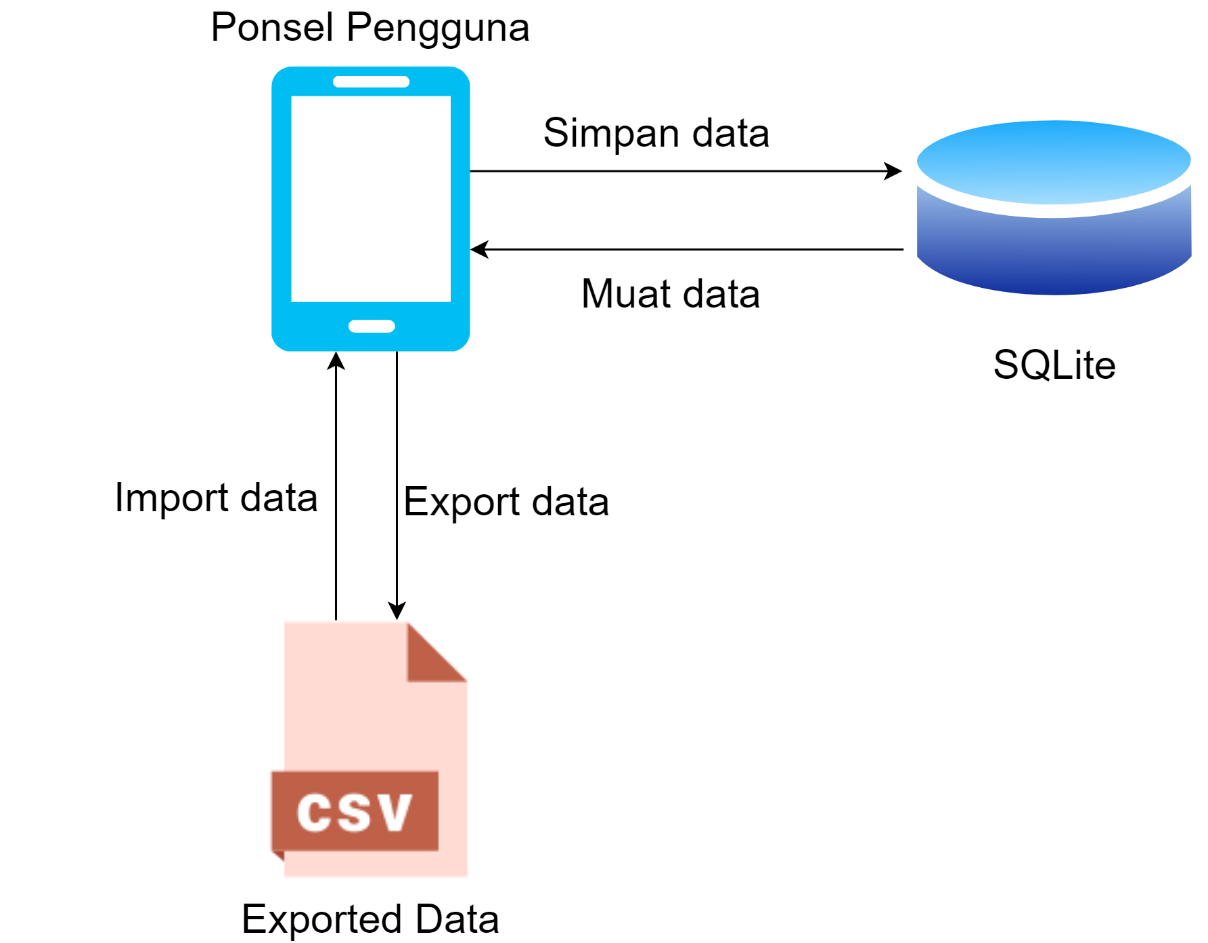 Ponsel Pengguna
Simpan data
Muat data
SQLite
Import data
Export data
CSV
Exported Data